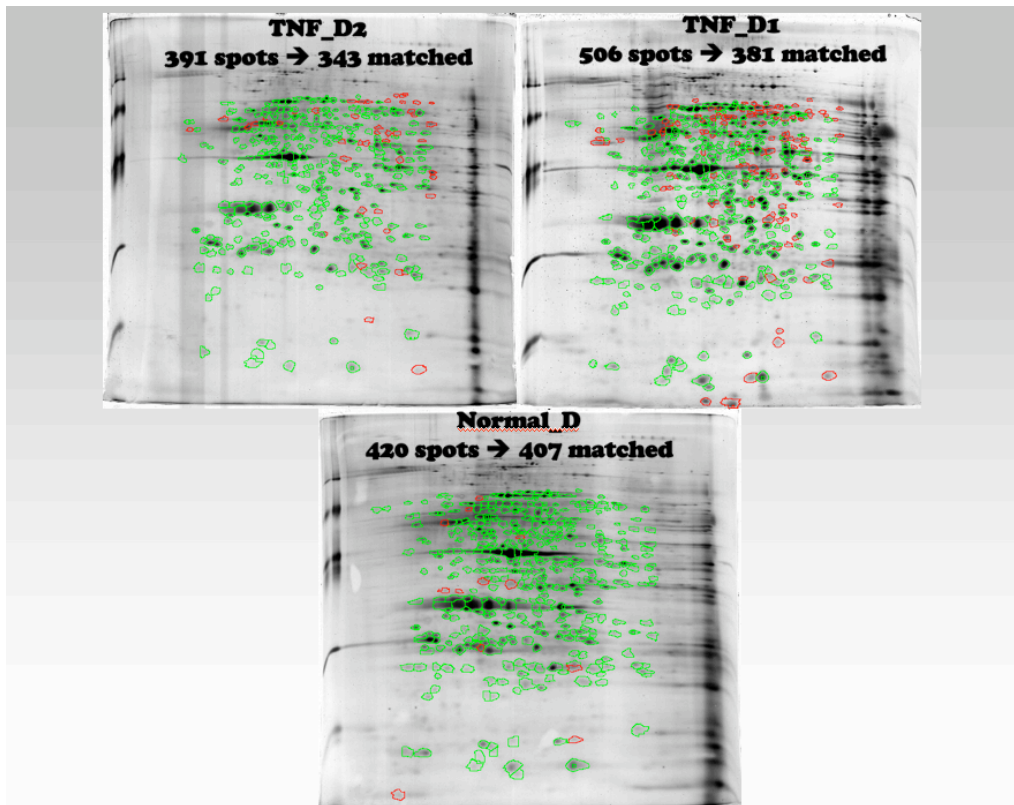 TNF_D2
391 spots → 343 matched
TNF_D1
506 spots → 381 matched
Normal_D
420 spots → 407 matched